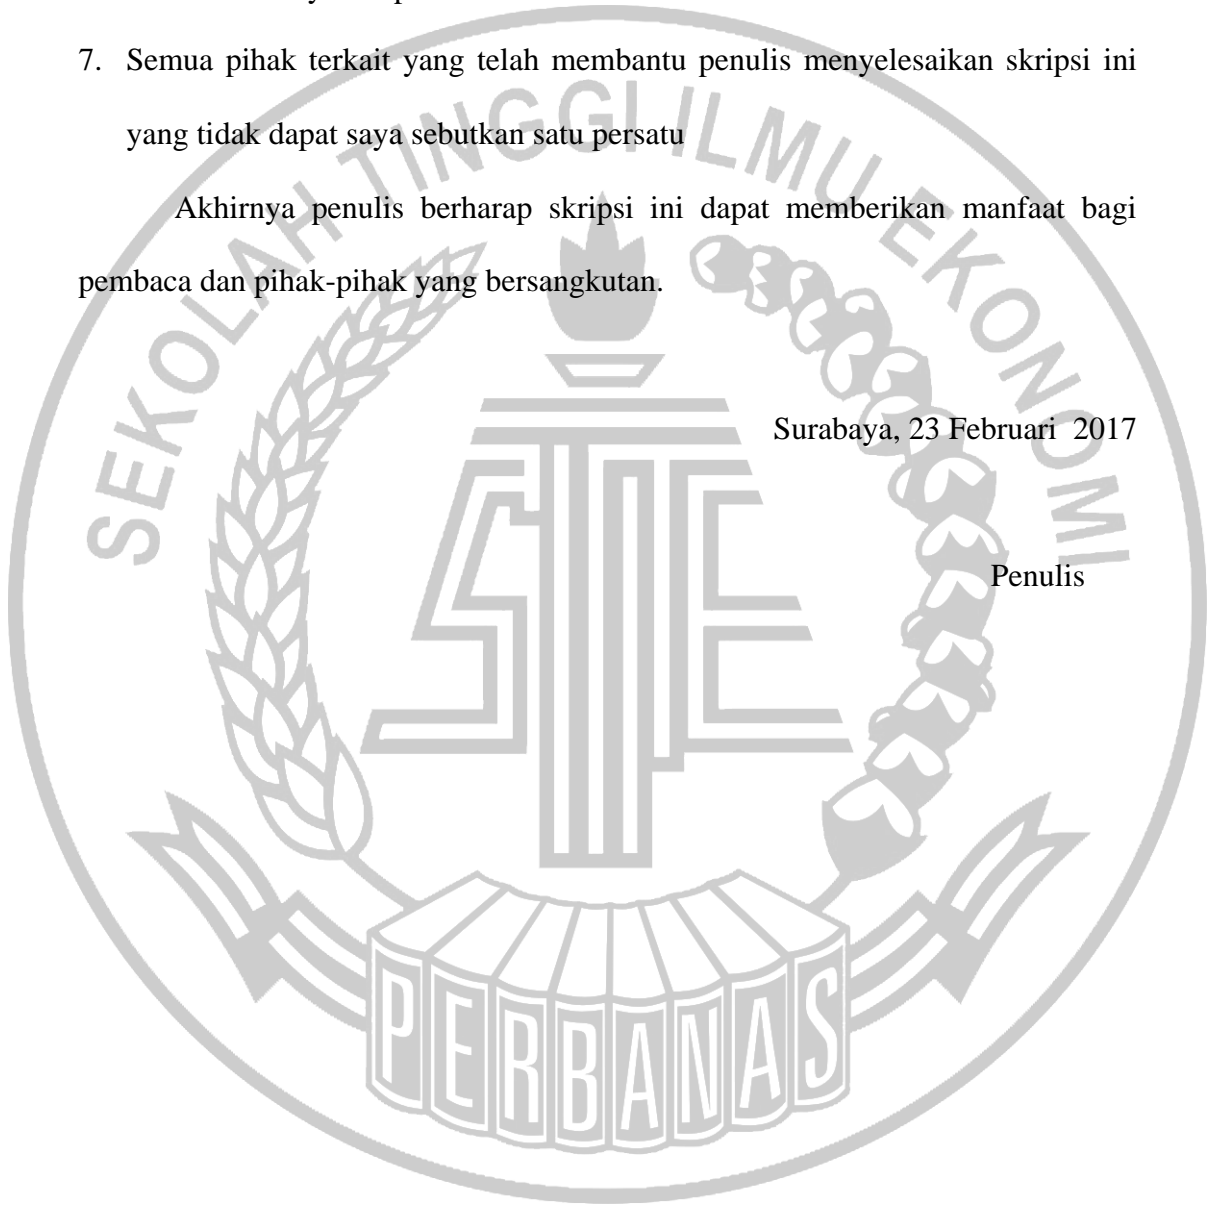 7. Semua pihak terkait yang telah membantu penulis menyelesaikan skripsi ini
yang tidak dapat saya sebutkan satu persatu
Akhirnya penulis berharap skripsi ini dapat memberikan manfaat bagi
pembaca dan pihak-pihak yang bersangkutan.
Surabaya, 23 Februari 2017
Penulis
SEKOLAH TINGGI ILMU EKONOMI
STIE
PERBANAS